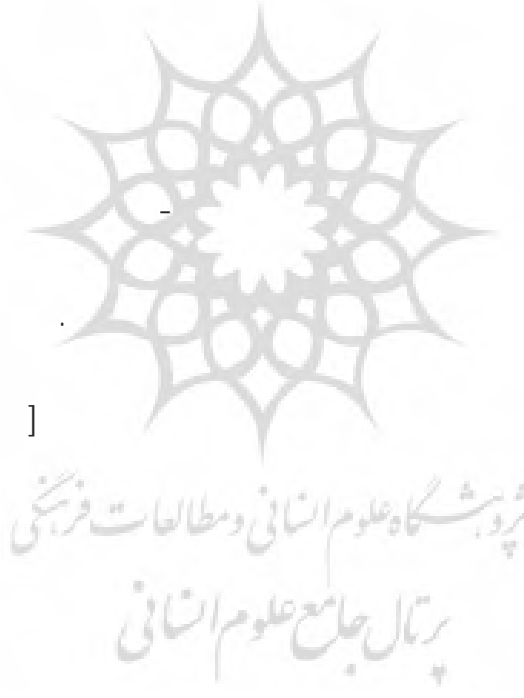 -
.
]
پژوهشگاه علوم انسانی و مطالعات فرهنگی
پرتال جامع علوم انسانی